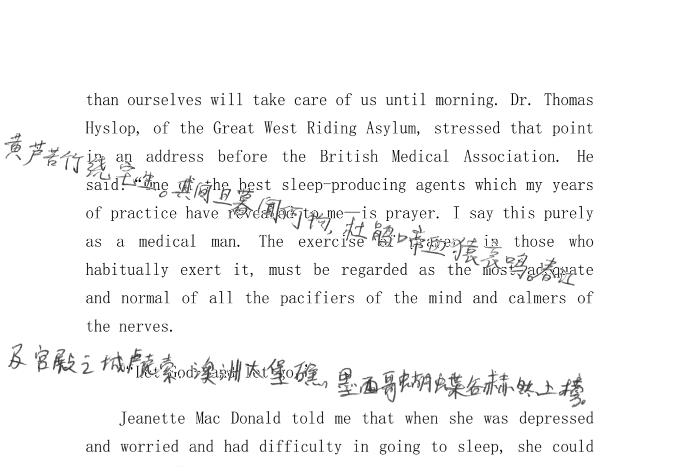 than ourselves will take care of us until morning. Dr. Thomas
Hyslop, of the Great West Riding Asylum, stressed that point
黄芦苦竹绕宅生。其间旦暮闻何物,杜鹃啼血猿哀鸣。春江
in an address before the British Medical Association. He
said: “One of the best sleep-producing agents which my years
of practice have revealed to me—is prayer. I say this purely
as a medical man. The exercise of prayer, in those who
habitually exert it, must be regarded as the most adequate
and normal of all the pacifiers of the mind and calmers of
the nerves.
及宫殿之城卢克索、澳洲大堡礁、墨西哥蝴蝶谷赫然上榜。
“Let God, and let go.”
Jeanette Mac Donald told me that when she was depressed
and worried and had difficulty in going to sleep, she could